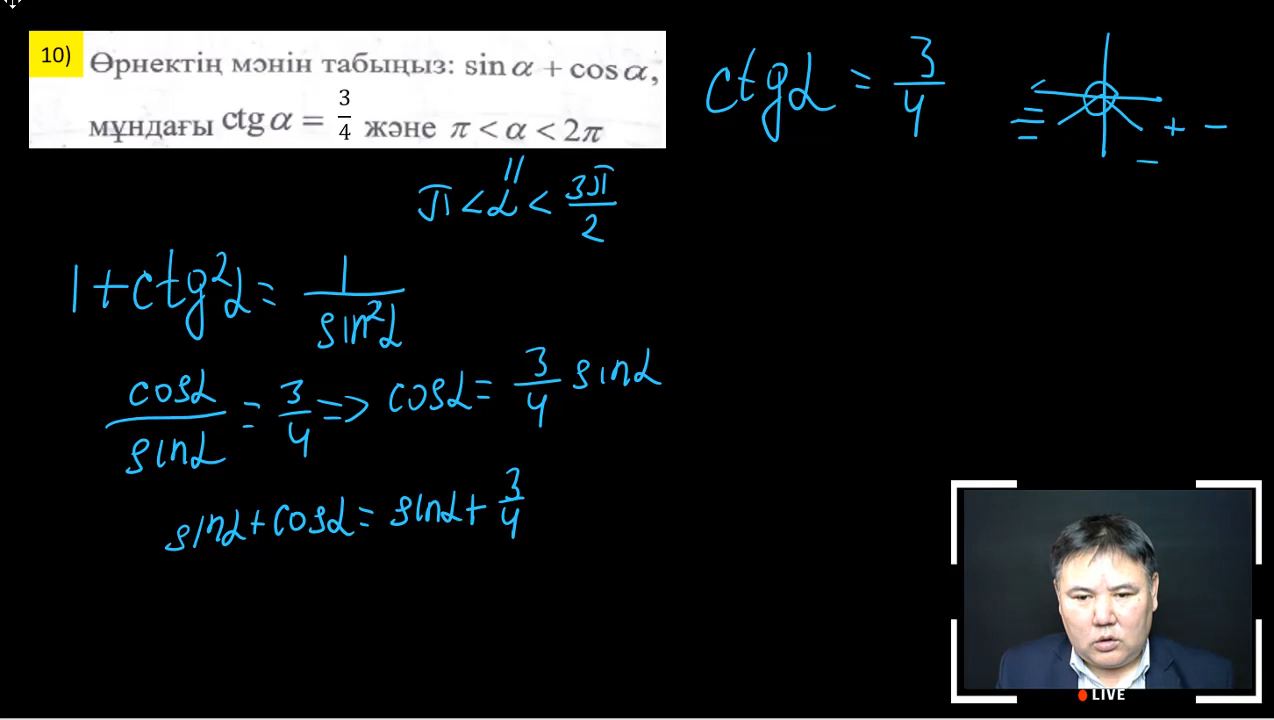 10) Өрнектің мәнін табыңыз: sin α + cos α,
мұндағы ctg α = 3/4 және π < α < 2π
ctgα = 3/4
+ -
-
π < α < 3π/2
1 + ctg²α = 1/sin²α
cosα/sinα = 3/4 => cosα = 3/4 sinα
sinα + cosα = sinα + 3/4
LIVE